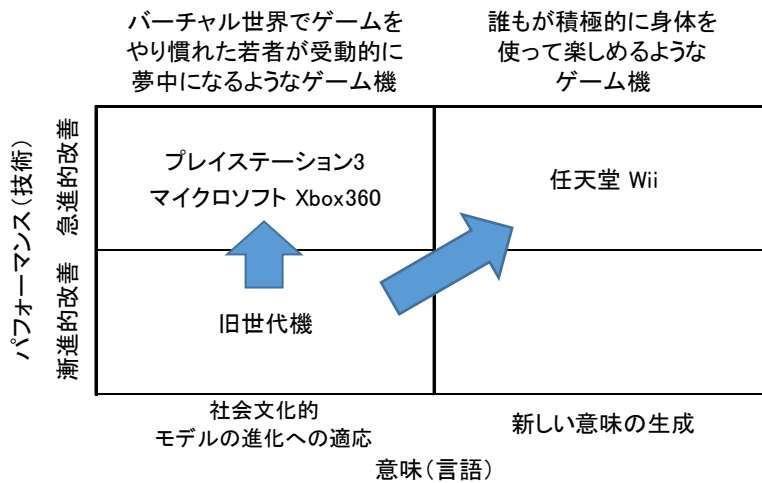 バーチャル世界でゲームを
やり慣れた若者が受動的に
夢中になるようなゲーム機
誰もが積極的に身体を
使って楽しめるような
ゲーム機
パフォーマンス(技術)
急進的改善
漸進的改善
プレイステーション3
マイクロソフト Xbox360
任天堂 Wii
旧世代機
社会文化的
モデルの進化への適応
新しい意味の生成
意味(言語)